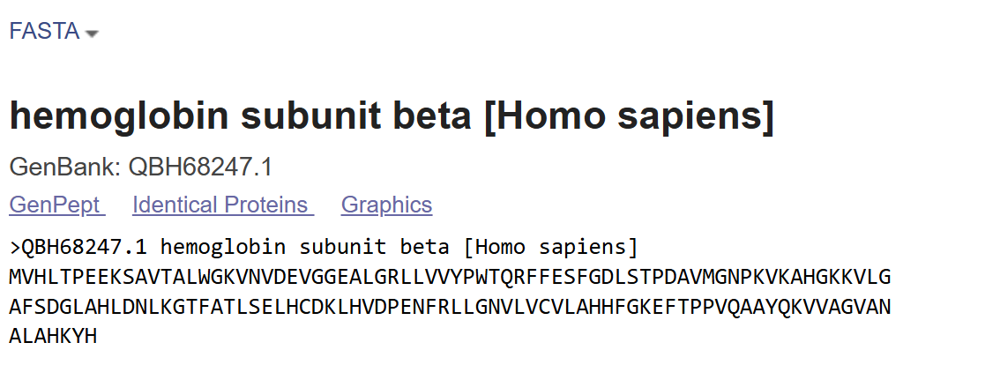 FASTA
hemoglobin subunit beta [Homo sapiens]
GenBank: QBH68247.1
GenPept Identical Proteins Graphics
>QBH68247.1 hemoglobin subunit beta [Homo sapiens]
MVHLTPEEKSAVTALWGKVNVDEVGGEALGRLLVVYPWTQRFFESFGDLSTPDAVMGNPKVKAHGKKVLG
AFSDGLAHLDNLKGTFATLSELHCDKLHVDPENFRLLGNVLVCVLAHHFGKEFTPPVQAAYQKVVAGVAN
ALAHKYH